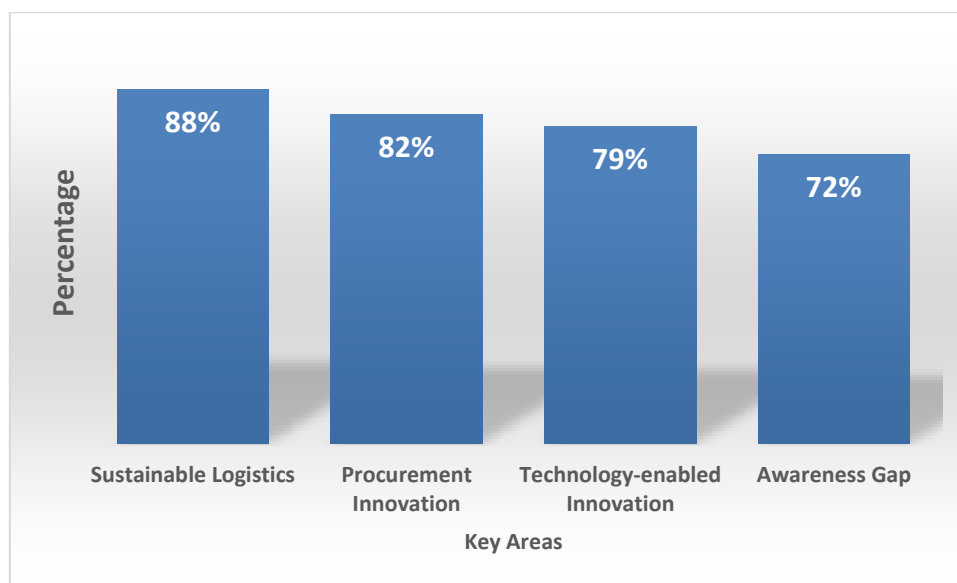 Percentage
88%
82%
79%
72%
Sustainable Logistics
Procurement
Innovation
Technology-enabled
Innovation
Awareness Gap
Key Areas